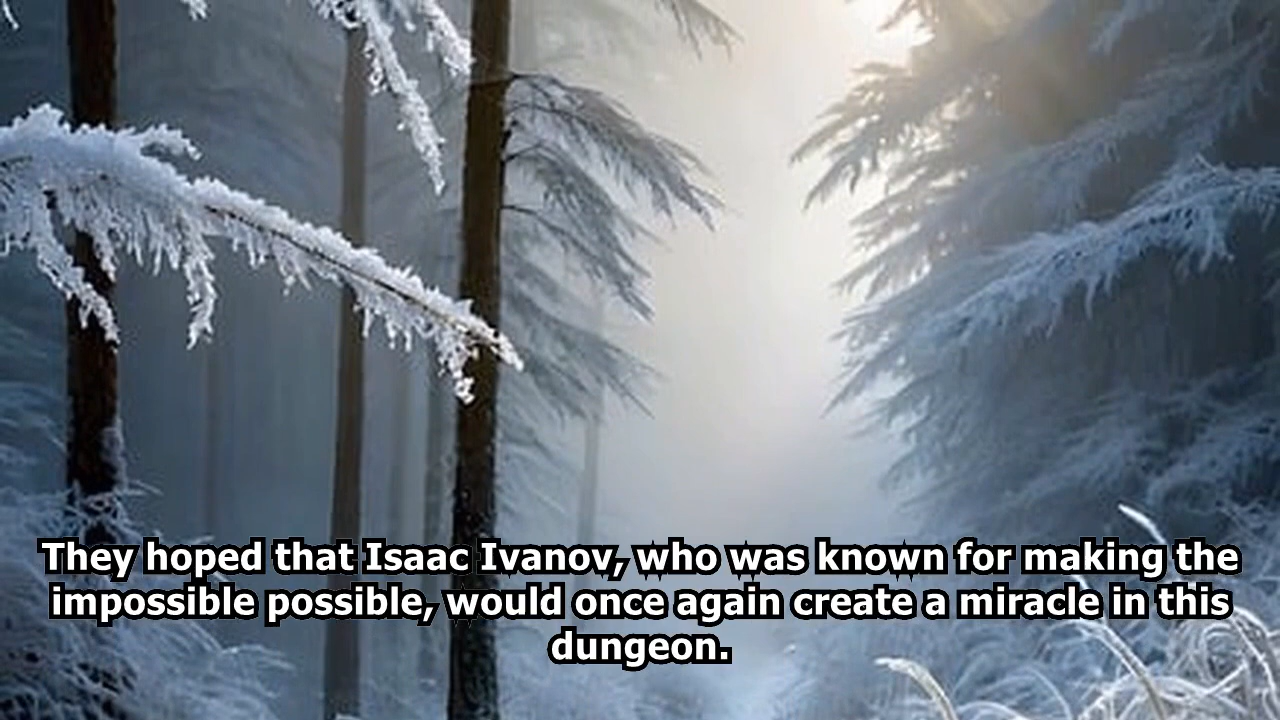 They hoped that Isaac Ivanov, who was known for making the
impossible possible, would once again create a miracle in this
dungeon.